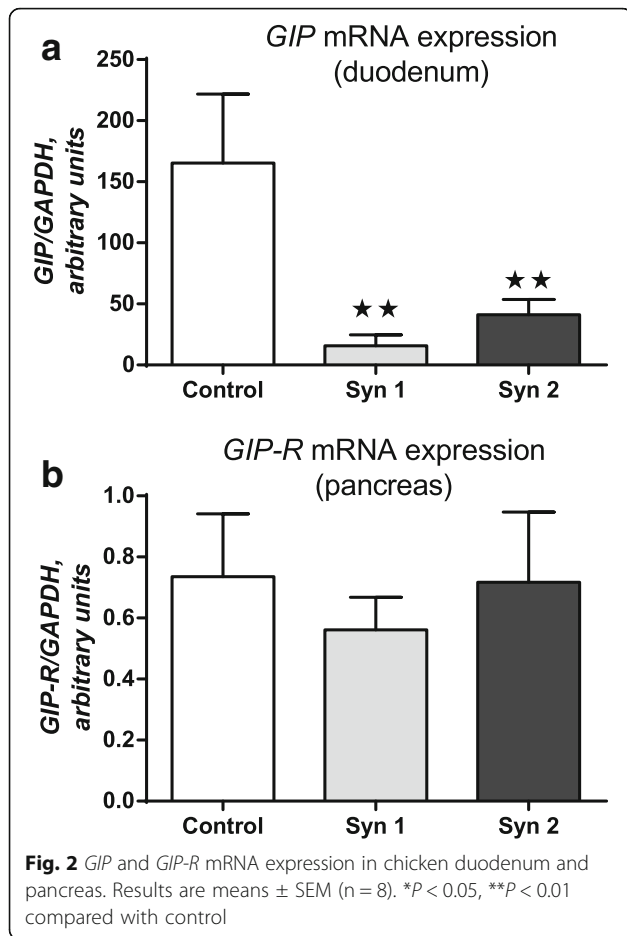 a
GIP mRNA expression
(duodenum)
GIP/GAPDH,
arbitrary units
250
200
150
100
50
0
★★
★★
Control Syn 1 Syn 2
b
GIP-R mRNA expression
(pancreas)
GIP-R/GAPDH,
arbitrary units
1.0
0.8
0.6
0.4
0.2
0.0
Control Syn 1 Syn 2
Fig. 2 GIP and GIP-R mRNA expression in chicken duodenum and
pancreas. Results are means ± SEM (n = 8). *P < 0.05, **P < 0.01
compared with control